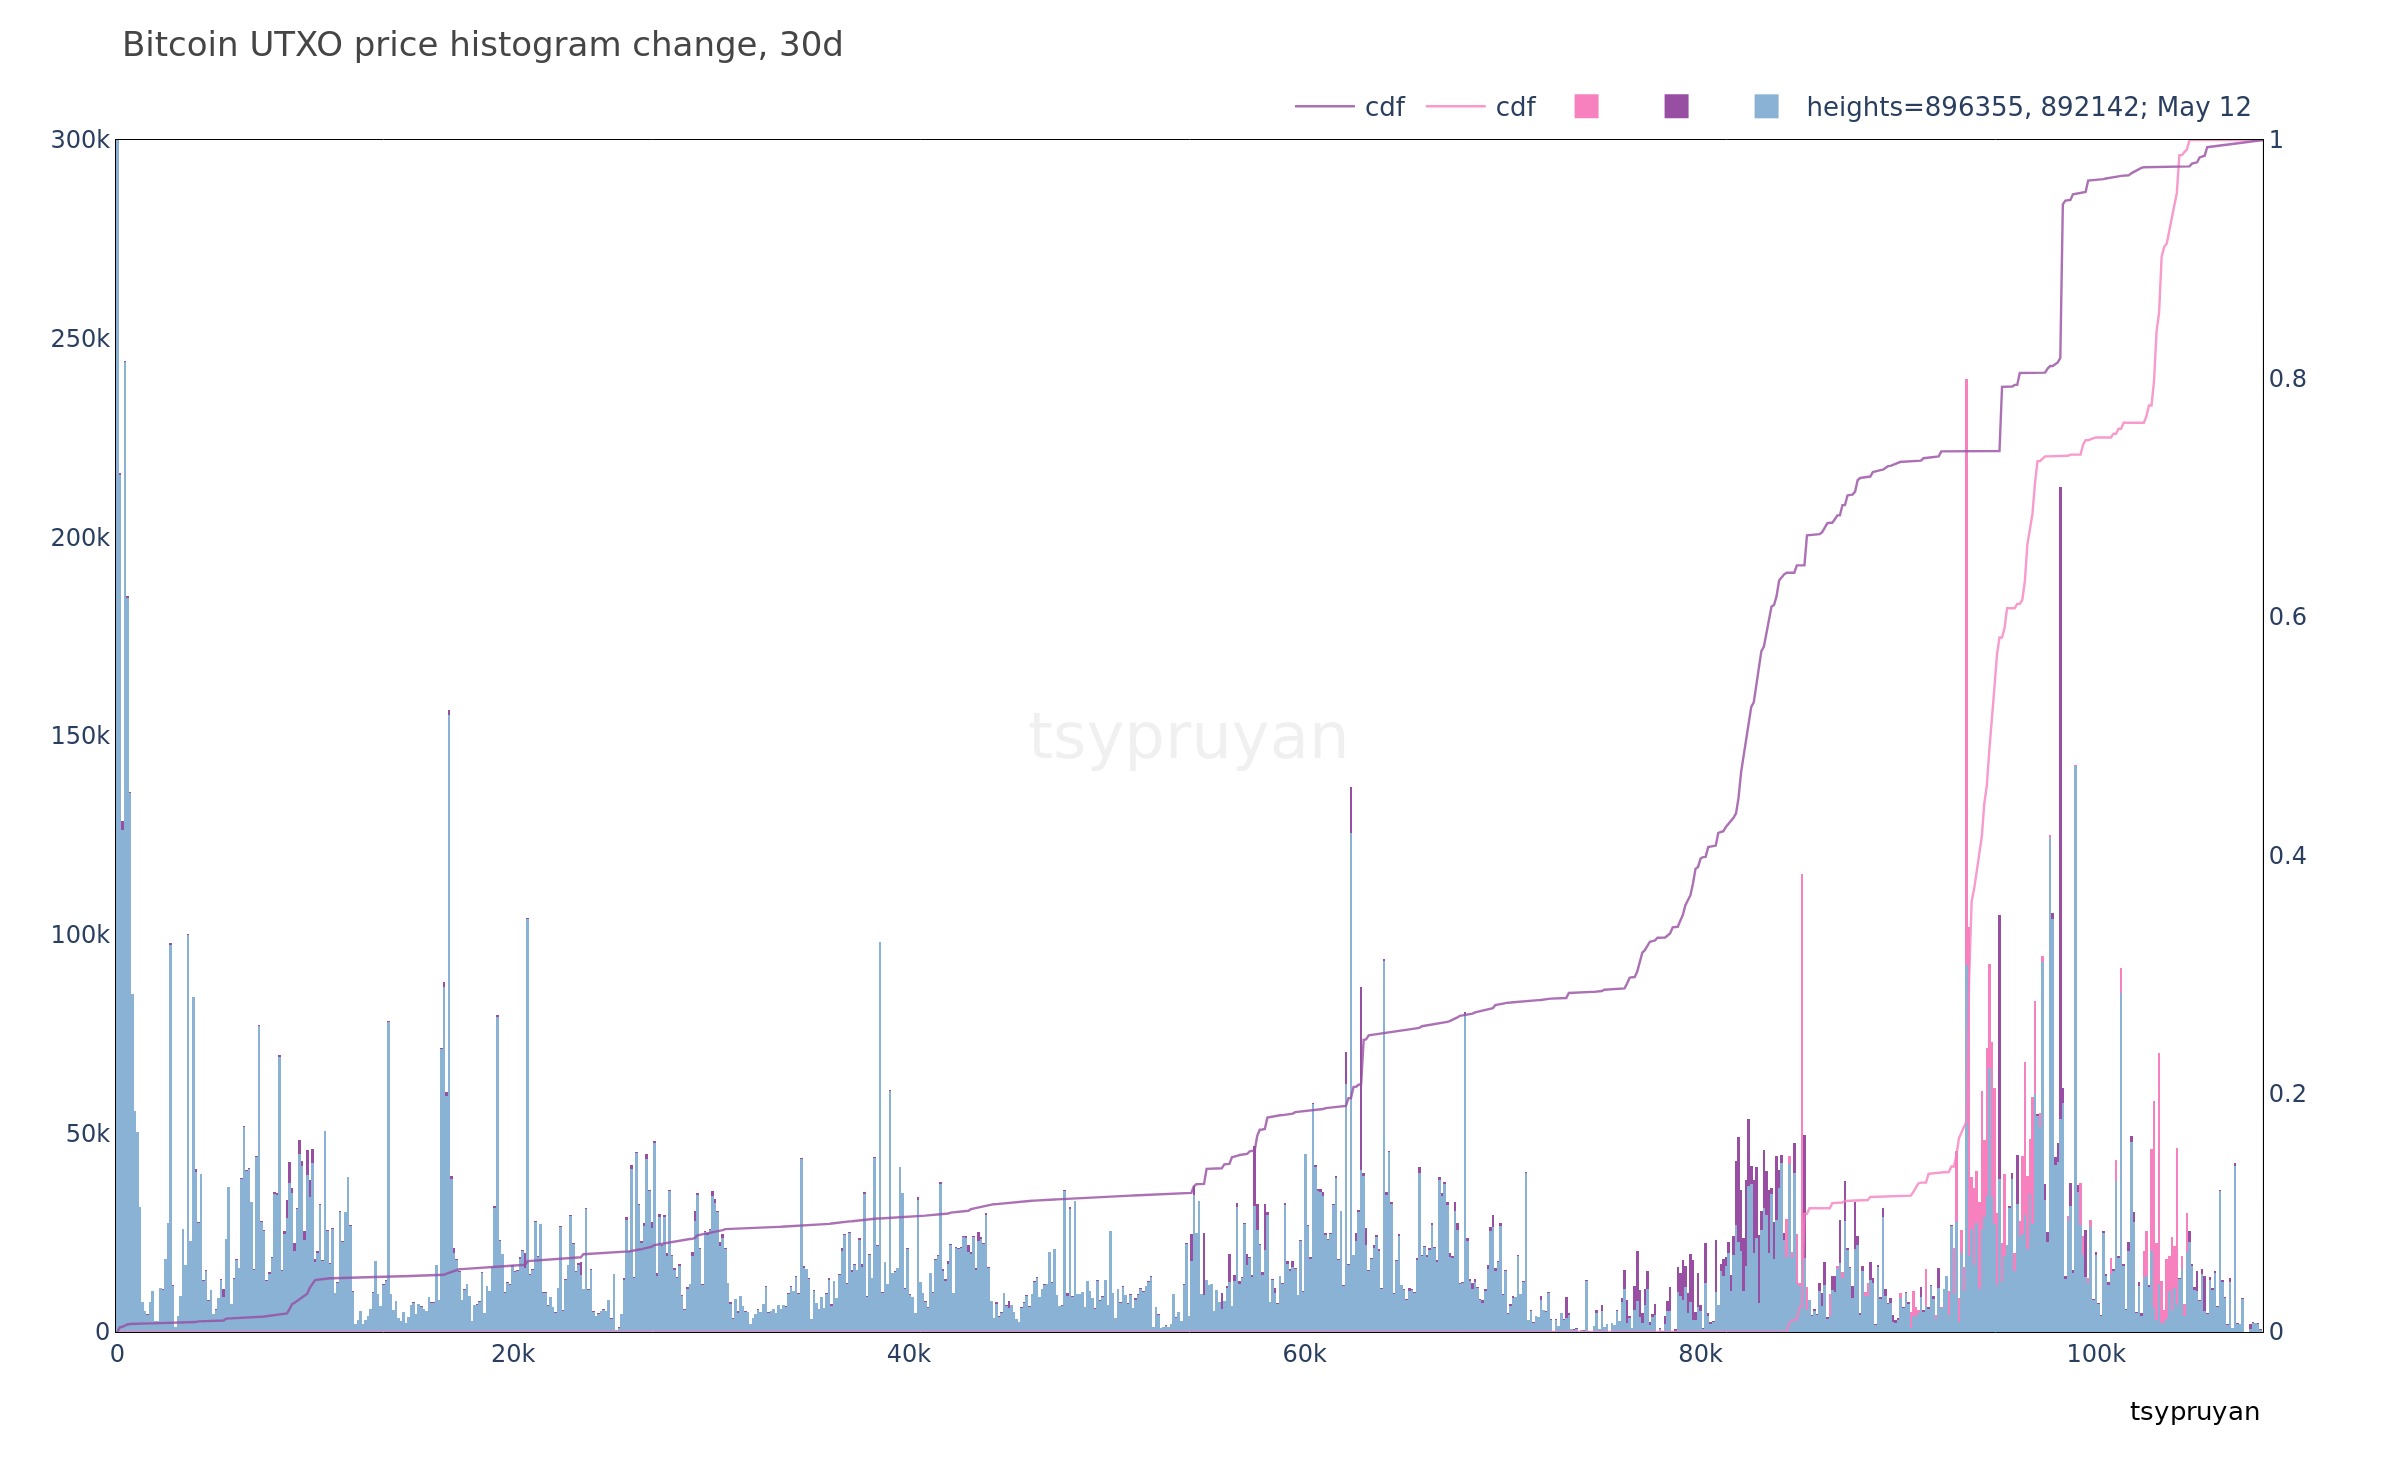 Bitcoin UTXO price histogram change, 30d
cdf cdf heights=896355, 892142; May 12
300k
250k
200k
150k
100k
50k
0
1
0.8
0.6
0.4
0.2
0
tsypruyan
0 20k 40k 60k 80k 100k
tsypruyan